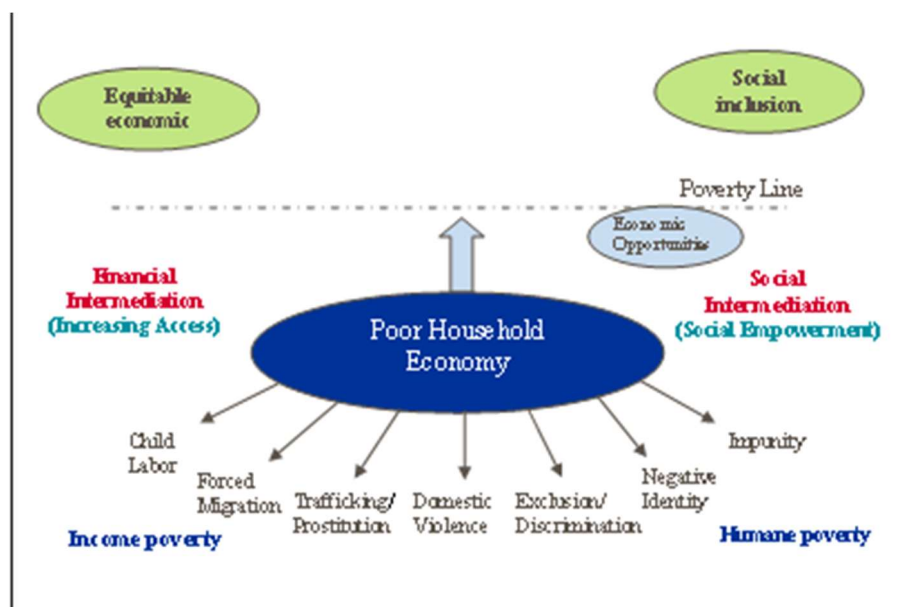 Equitable
economic
Social
inclusion
Poverty Line
Economic
Opportunities
Financial
Intermediation
(Increasing Access)
Social
Intermediation
(Social Empowerment)
Poor Household
Economy
Child
Labor
Forced
Migration
Trafficking/
Prostitution
Domestic
Violence
Exclusion/
Discrimination
Negative
Identity
Impunity
Income poverty
Humane poverty